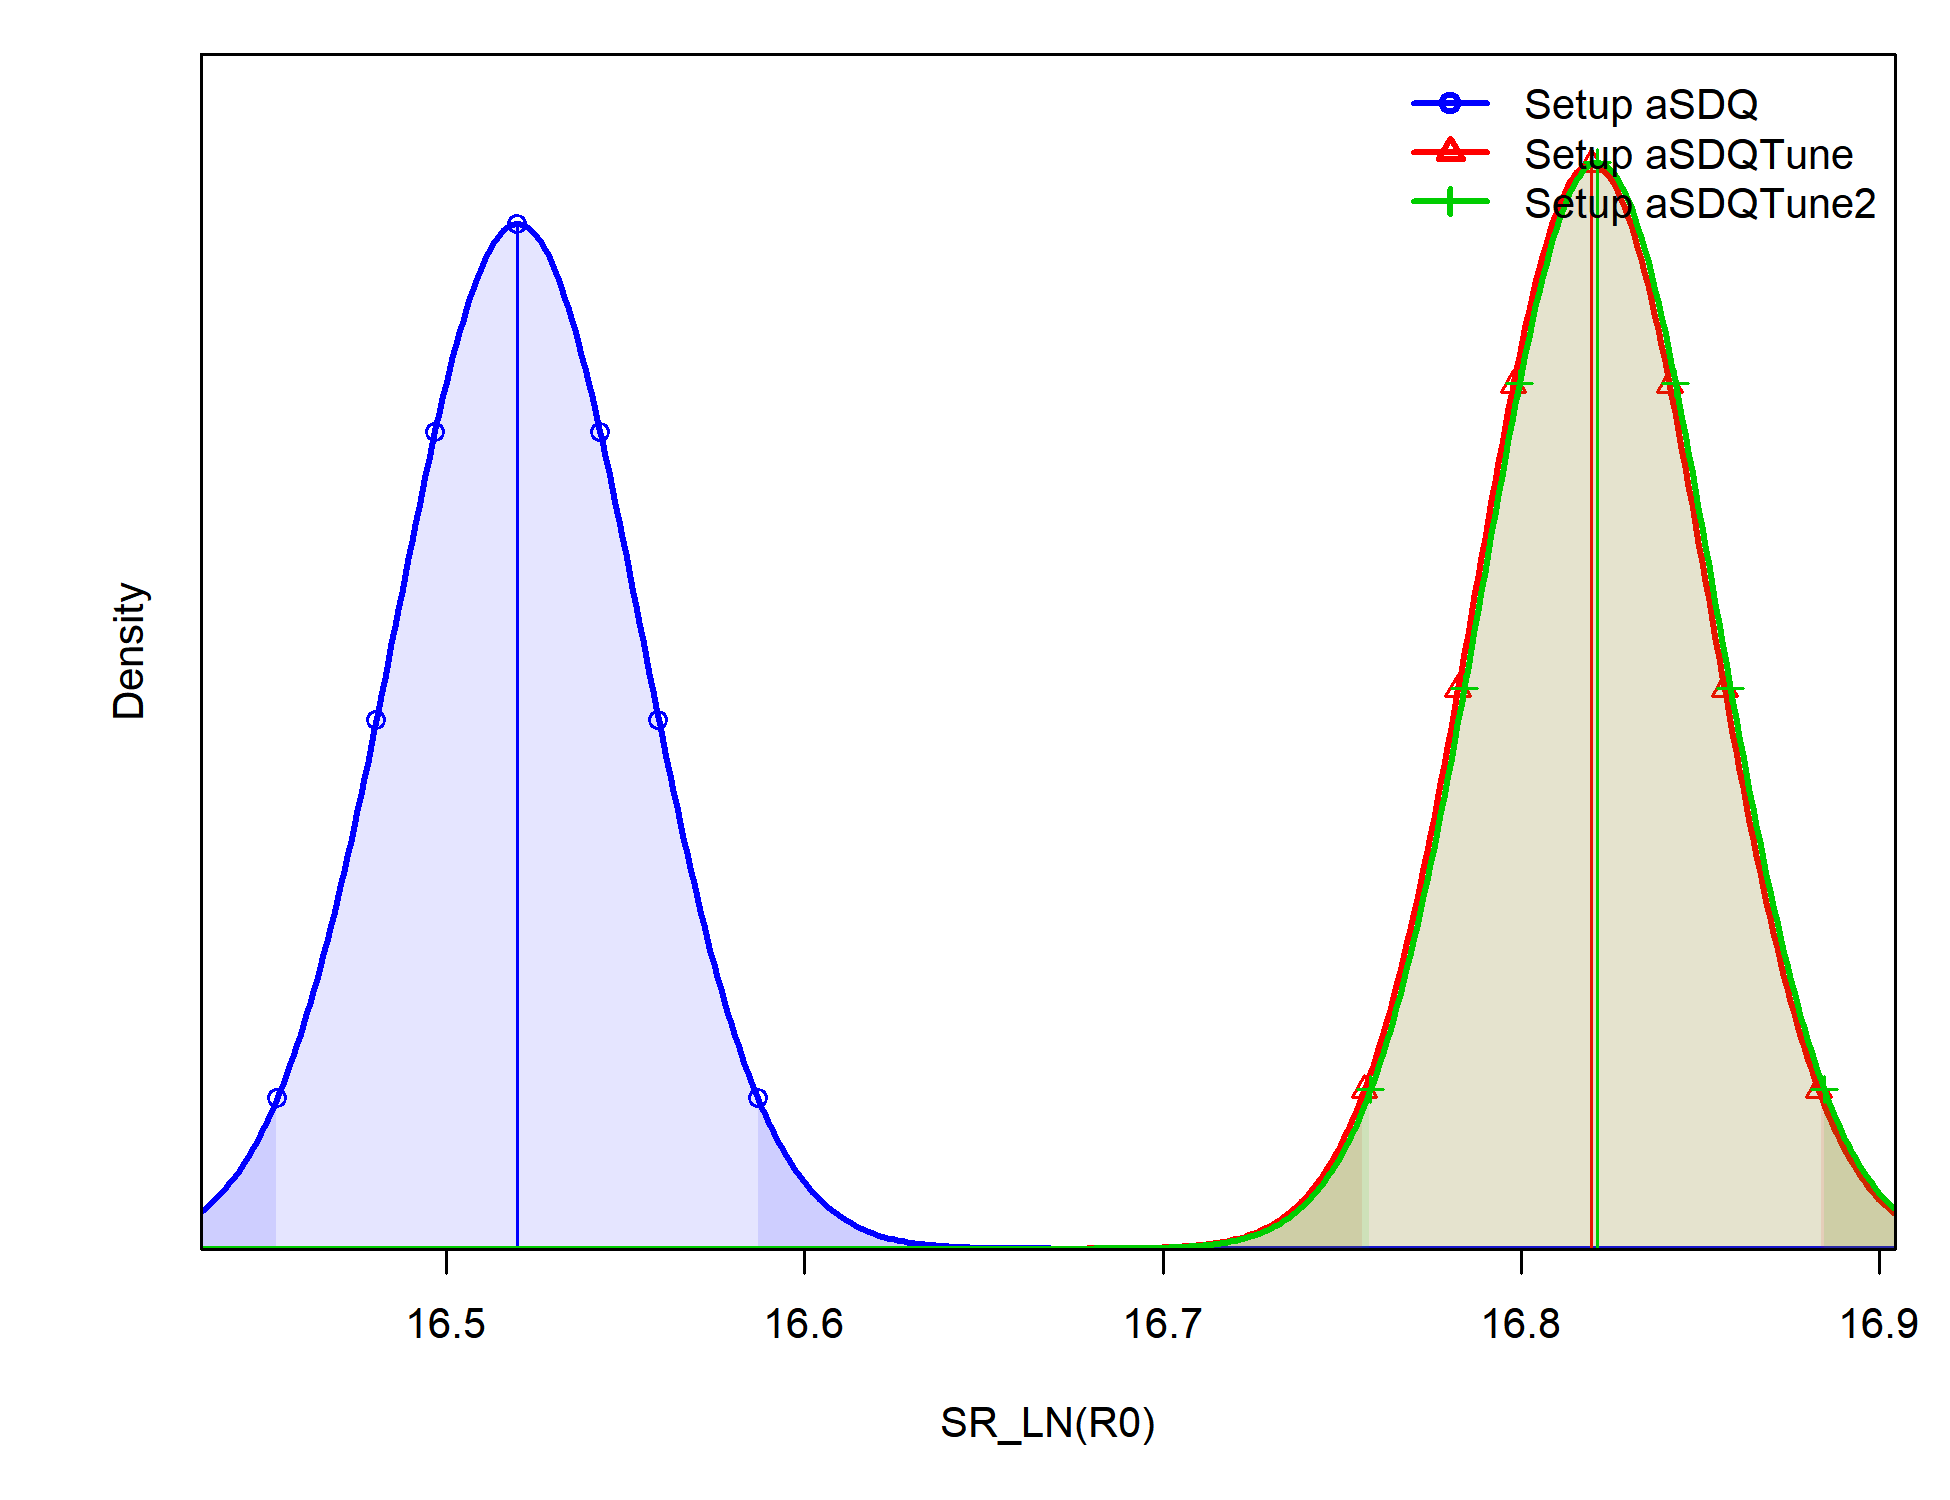 Setup aSDQ
Setup aSDQTune
Setup aSDQTune2
Density
16.5 16.6 16.7 16.8 16.9
SR_LN(R0)